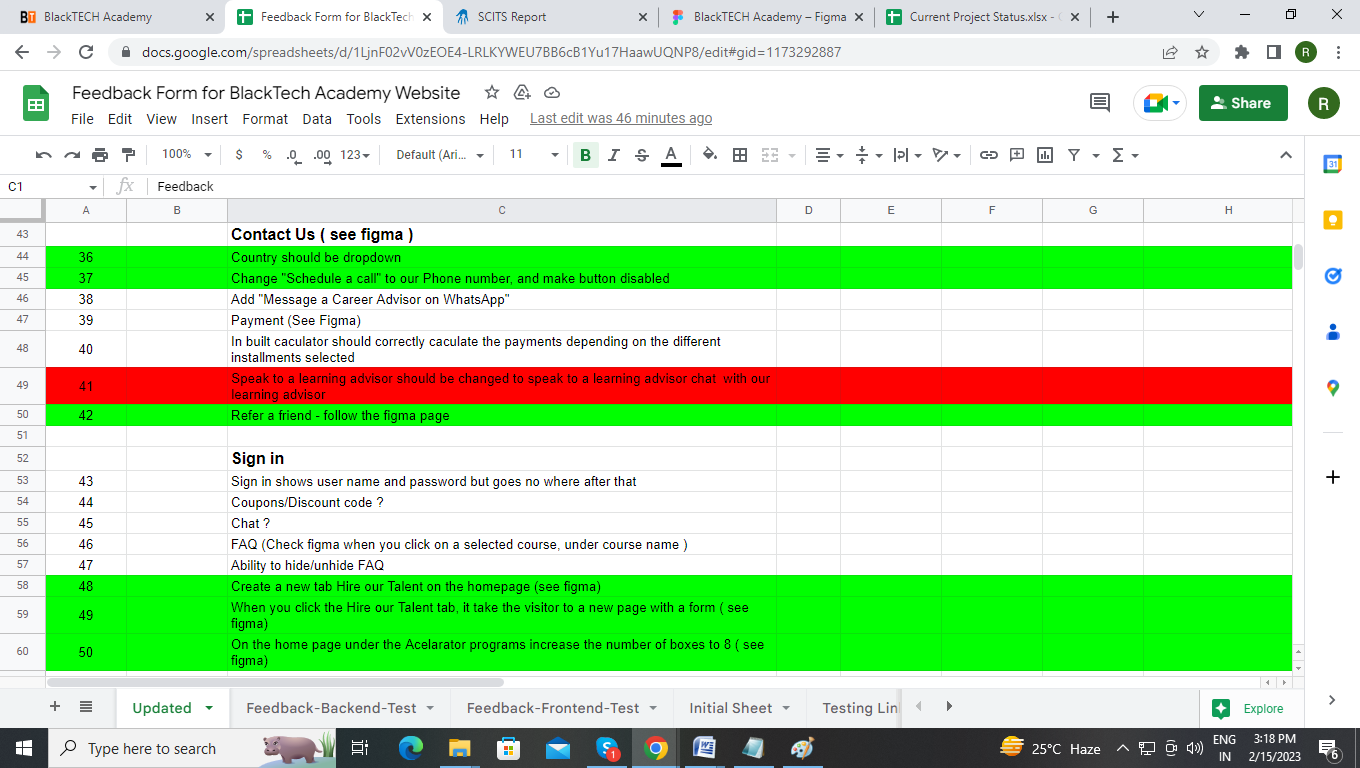 BlackTECH Academy
Feedback Form for BlackTech
SCITS Report
BlackTECH Academy – Figma
Current Project Status.xlsx -
docs.google.com/spreadsheets/d/1LjnF02vV0zEOE4-LRLKYWEU7BB6cB1Yu17HaawUQNP8/edit#gid=1173292887
R
Feedback Form for BlackTech Academy Website
File Edit View Insert Format Data Tools Extensions Help Last edit was 46 minutes ago
Share
R
100% $ % .0 .00 123 Default (Ari... 11 B I S A
31
C1 fx Feedback
A B C D E F G H
43 Contact Us ( see figma )
44 36 Country should be dropdown
45 37 Change "Schedule a call" to our Phone number, and make button disabled
46 38 Add "Message a Career Advisor on WhatsApp"
47 39 Payment (See Figma)
48 40 In built caculator should correctly caculate the payments depending on the different
installments selected
49 41 Speak to a learning advisor should be changed to speak to a learning advisor chat with our
learning advisor
50 42 Refer a friend - follow the figma page
51
52 Sign in
53 43 Sign in shows user name and password but goes no where after that
54 44 Coupons/Discount code ?
55 45 Chat ?
56 46 FAQ (Check figma when you click on a selected course, under course name )
57 47 Ability to hide/unhide FAQ
58 48 Create a new tab Hire our Talent on the homepage (see figma)
59 49 When you click the Hire our Talent tab, it take the visitor to a new page with a form ( see
figma)
60 50 On the home page under the Acelarator programs increase the number of boxes to 8 ( see
figma)
Updated Feedback-Backend-Test Feedback-Frontend-Test Initial Sheet Testing Lin
Explore
Type here to search
1
25°C Haze
ENG
IN
3:18 PM
2/15/2023
6